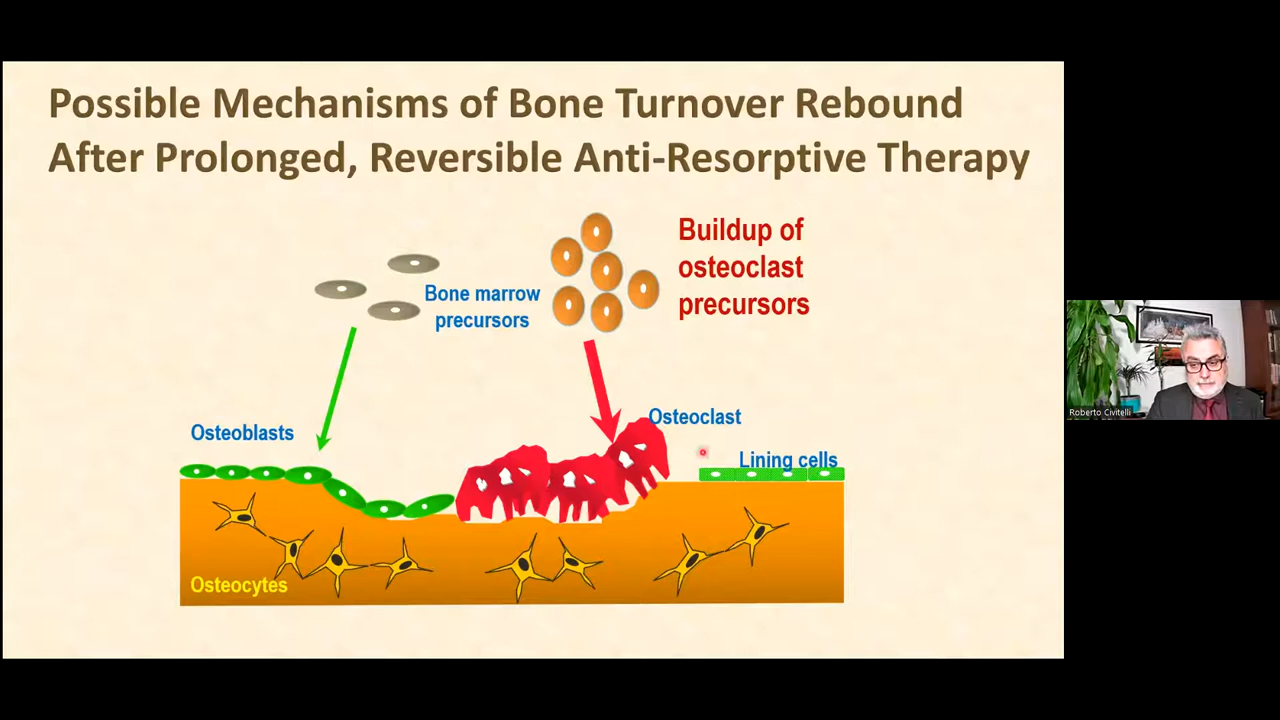 Possible Mechanisms of Bone Turnover Rebound
After Prolonged, Reversible Anti-Resorptive Therapy
Buildup of
osteoclast
precursors
Bone marrow
precursors
Osteoblasts
Osteoclast
Lining cells
Osteocytes
Roberto Civitelli